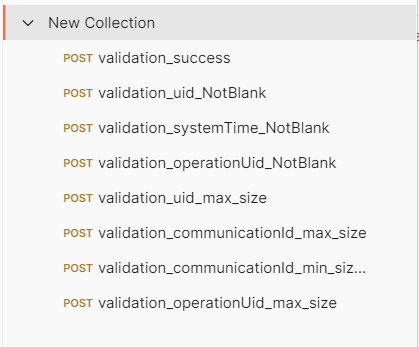 New Collection
POST validation_success
POST validation_uid_NotBlank
POST validation_systemTime_NotBlank
POST validation_operationUid_NotBlank
POST validation_uid_max_size
POST validation_communicationId_max_size
POST validation_communicationId_min_siz...
POST validation_operationUid_max_size